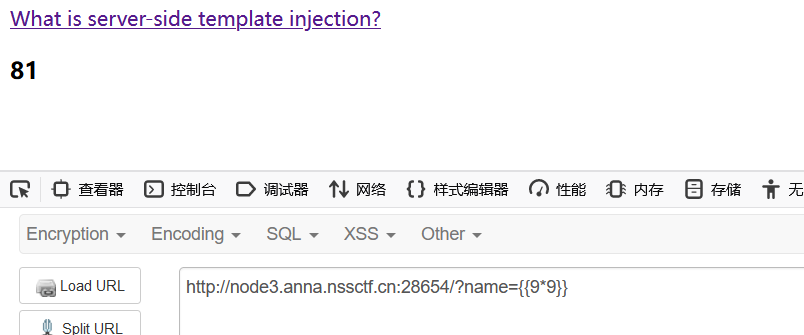 What is server-side template injection?
81
查看器 控制台 调试器 网络 样式编辑器 性能 内存 存储 无
Encryption Encoding SQL XSS Other
Load URL
http://node3.anna.nssctf.cn:28654/?name={{9*9}}
Split URL